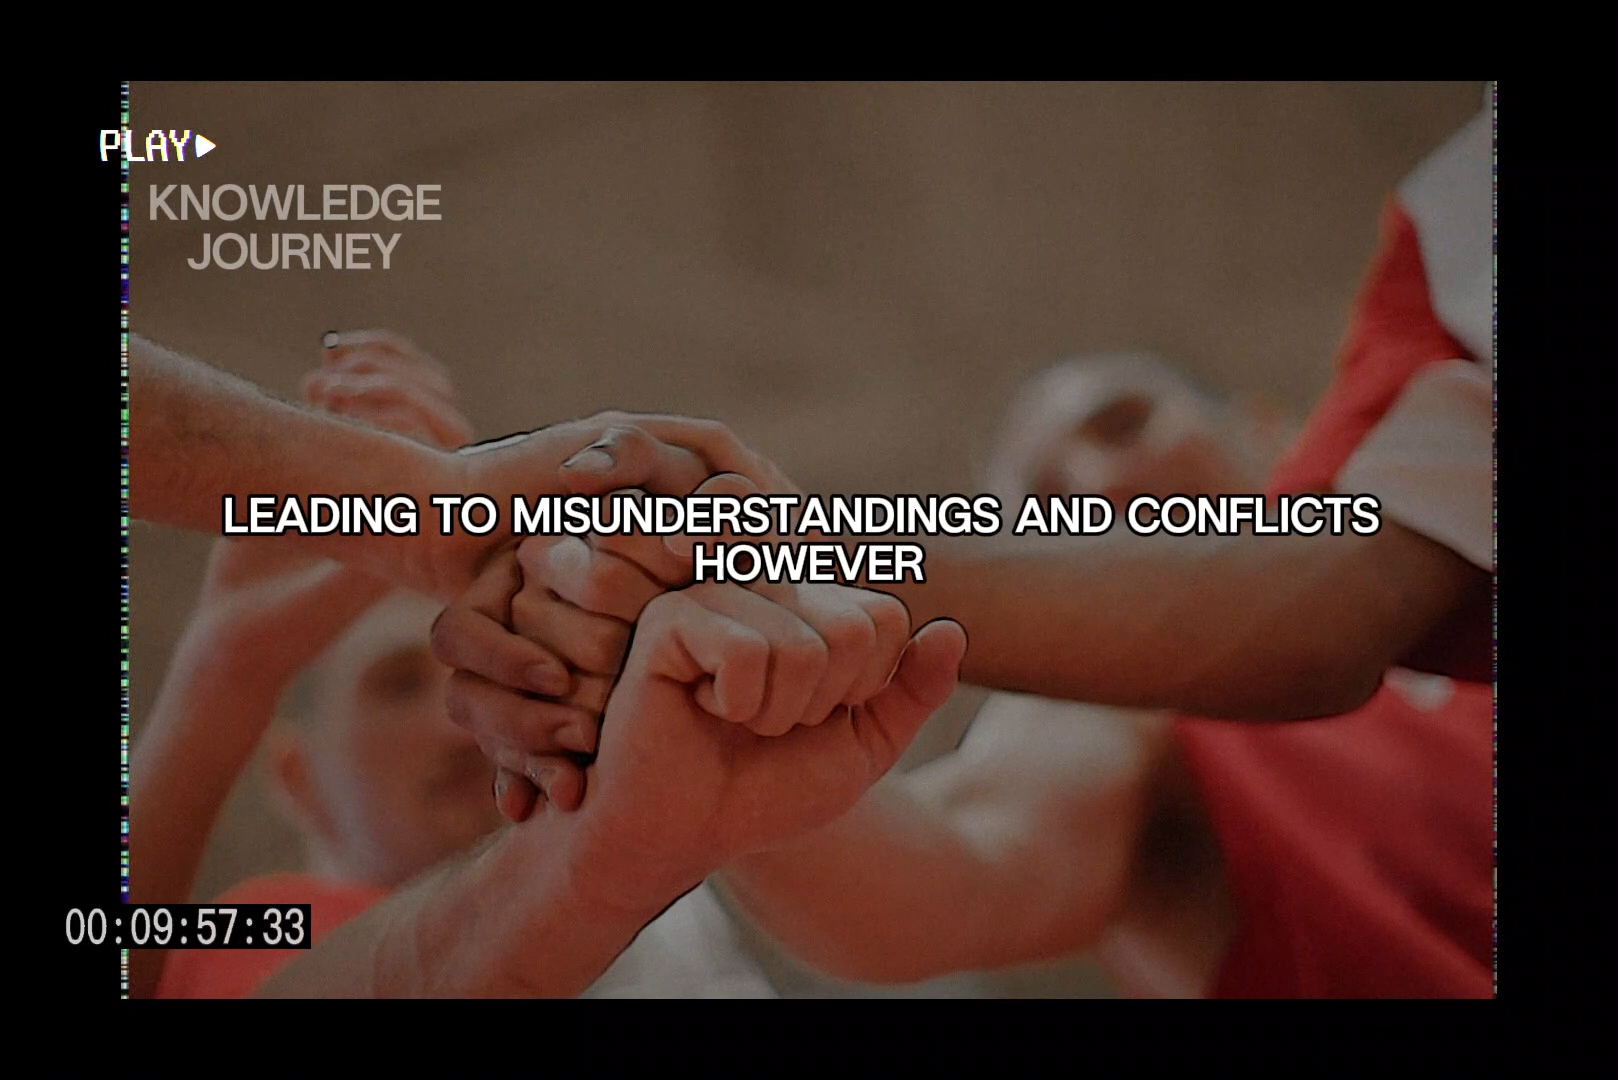 PLAY▶
KNOWLEDGE
JOURNEY
LEADING TO MISUNDERSTANDINGS AND CONFLICTS
HOWEVER
00:09:57:33